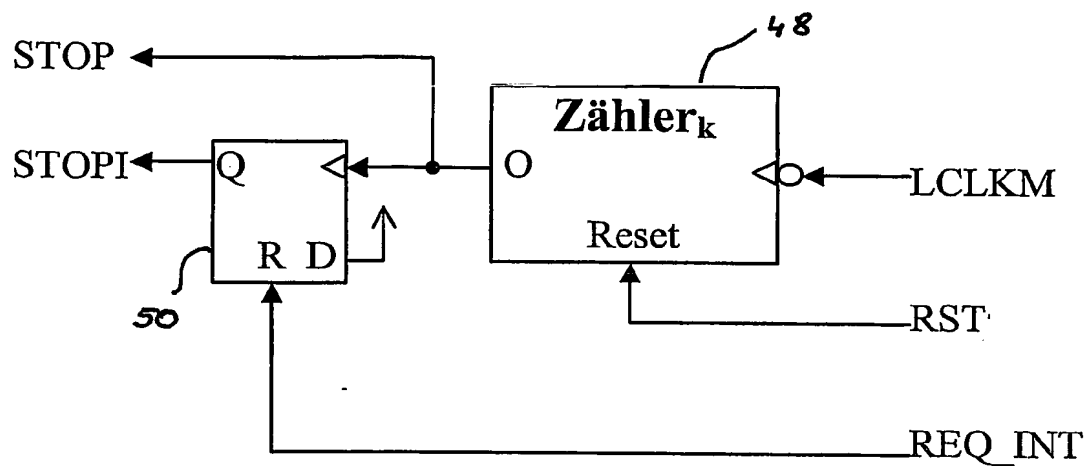 48
STOP
Zählerk
STOPI
Q
O
LCLKM
Reset
R D
50
RST
REQ_INT